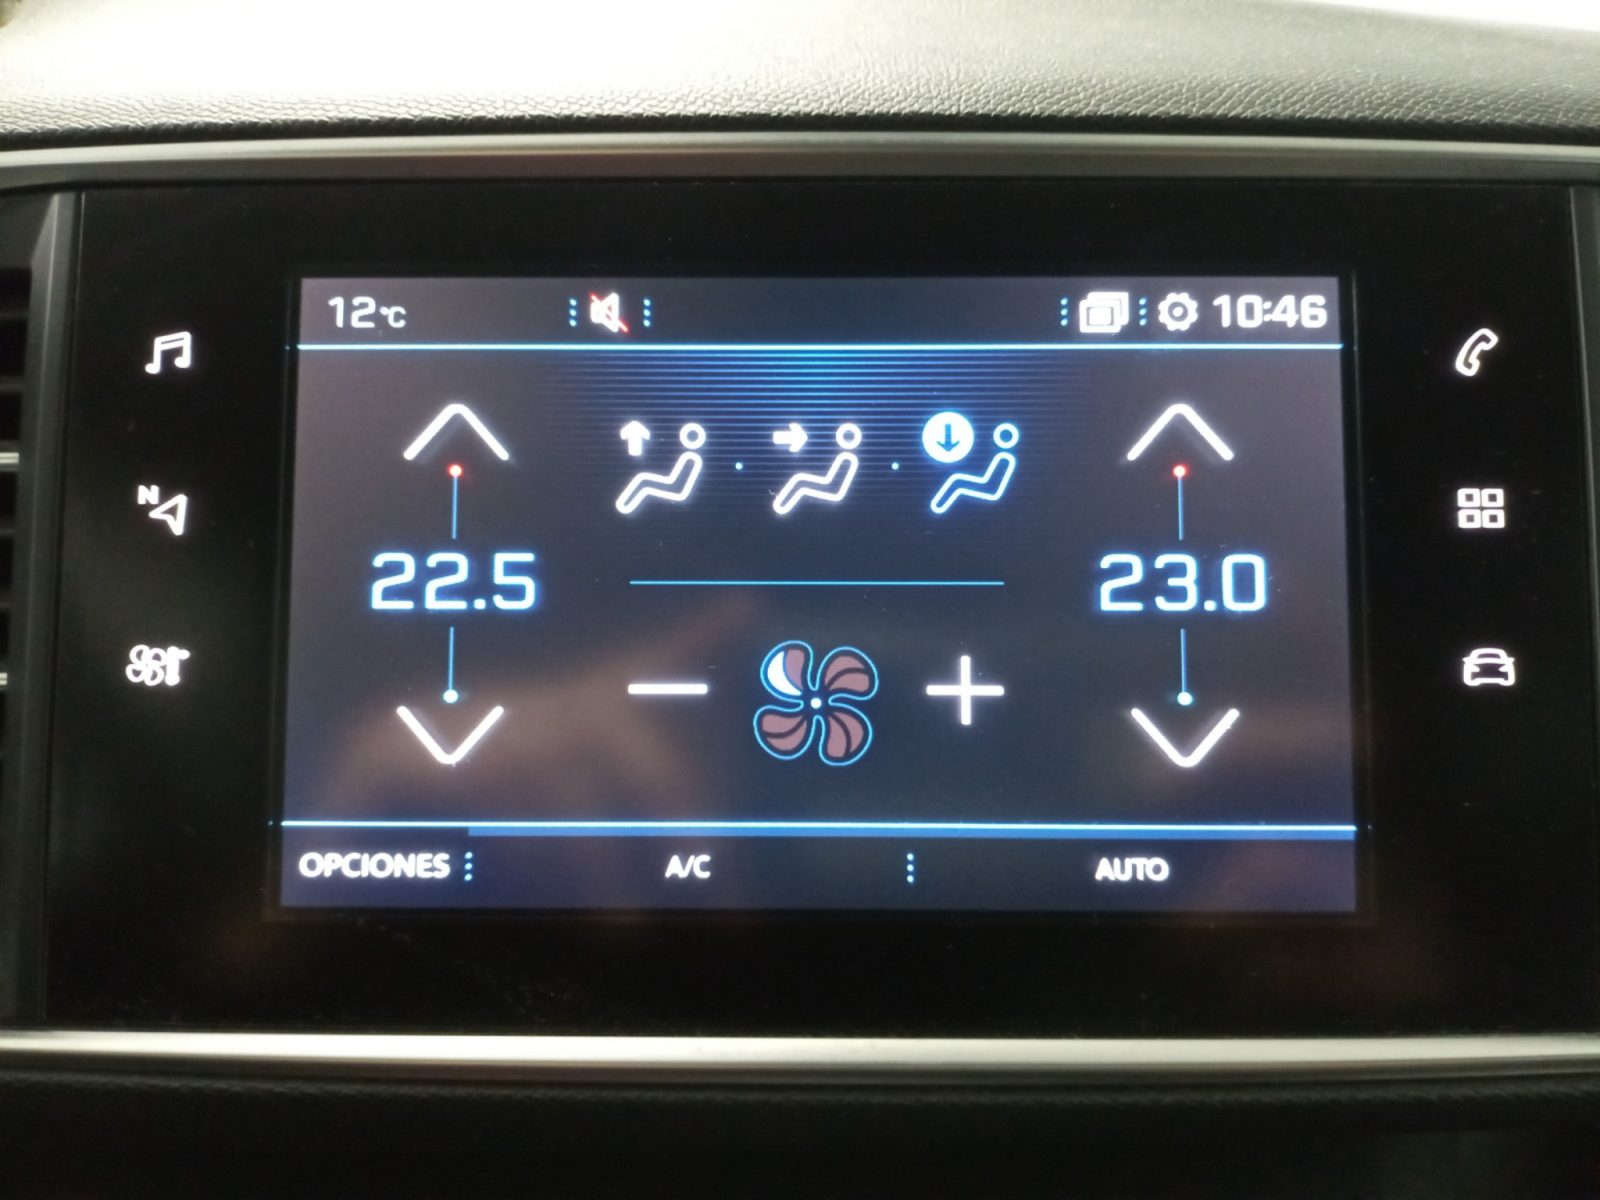 12°C
10:46
N
22.5
23.0
OPCIONES
A/C
AUTO